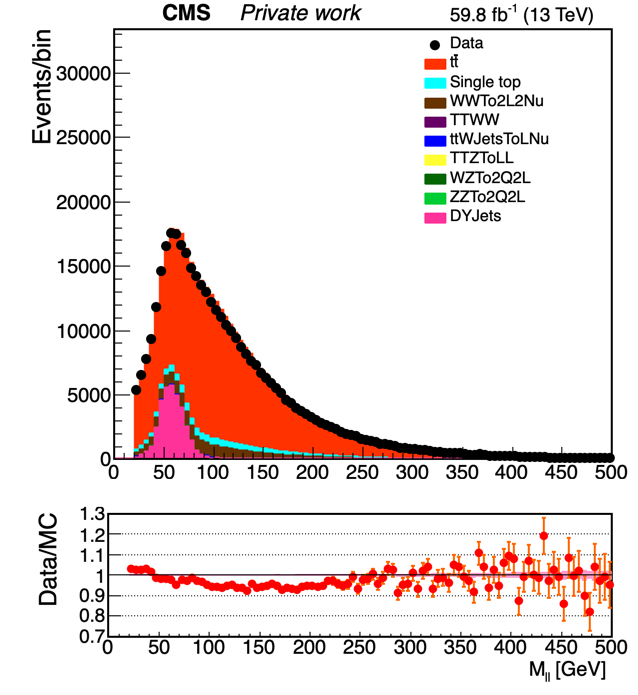 CMS Private work 59.8 fb⁻¹ (13 TeV)
Events/bin
30000
25000
20000
15000
10000
5000
0
Data
tt̄
Single top
WWTo2L2Nu
TTWW
ttWJetsToLNu
TTZToLL
WZTo2Q2L
ZZTo2Q2L
DYJets
0 50 100 150 200 250 300 350 400 450 500
Data/MC
1.3
1.2
1.1
1
0.9
0.8
0.7
0 50 100 150 200 250 300 350 400 450 500
M_ll [GeV]